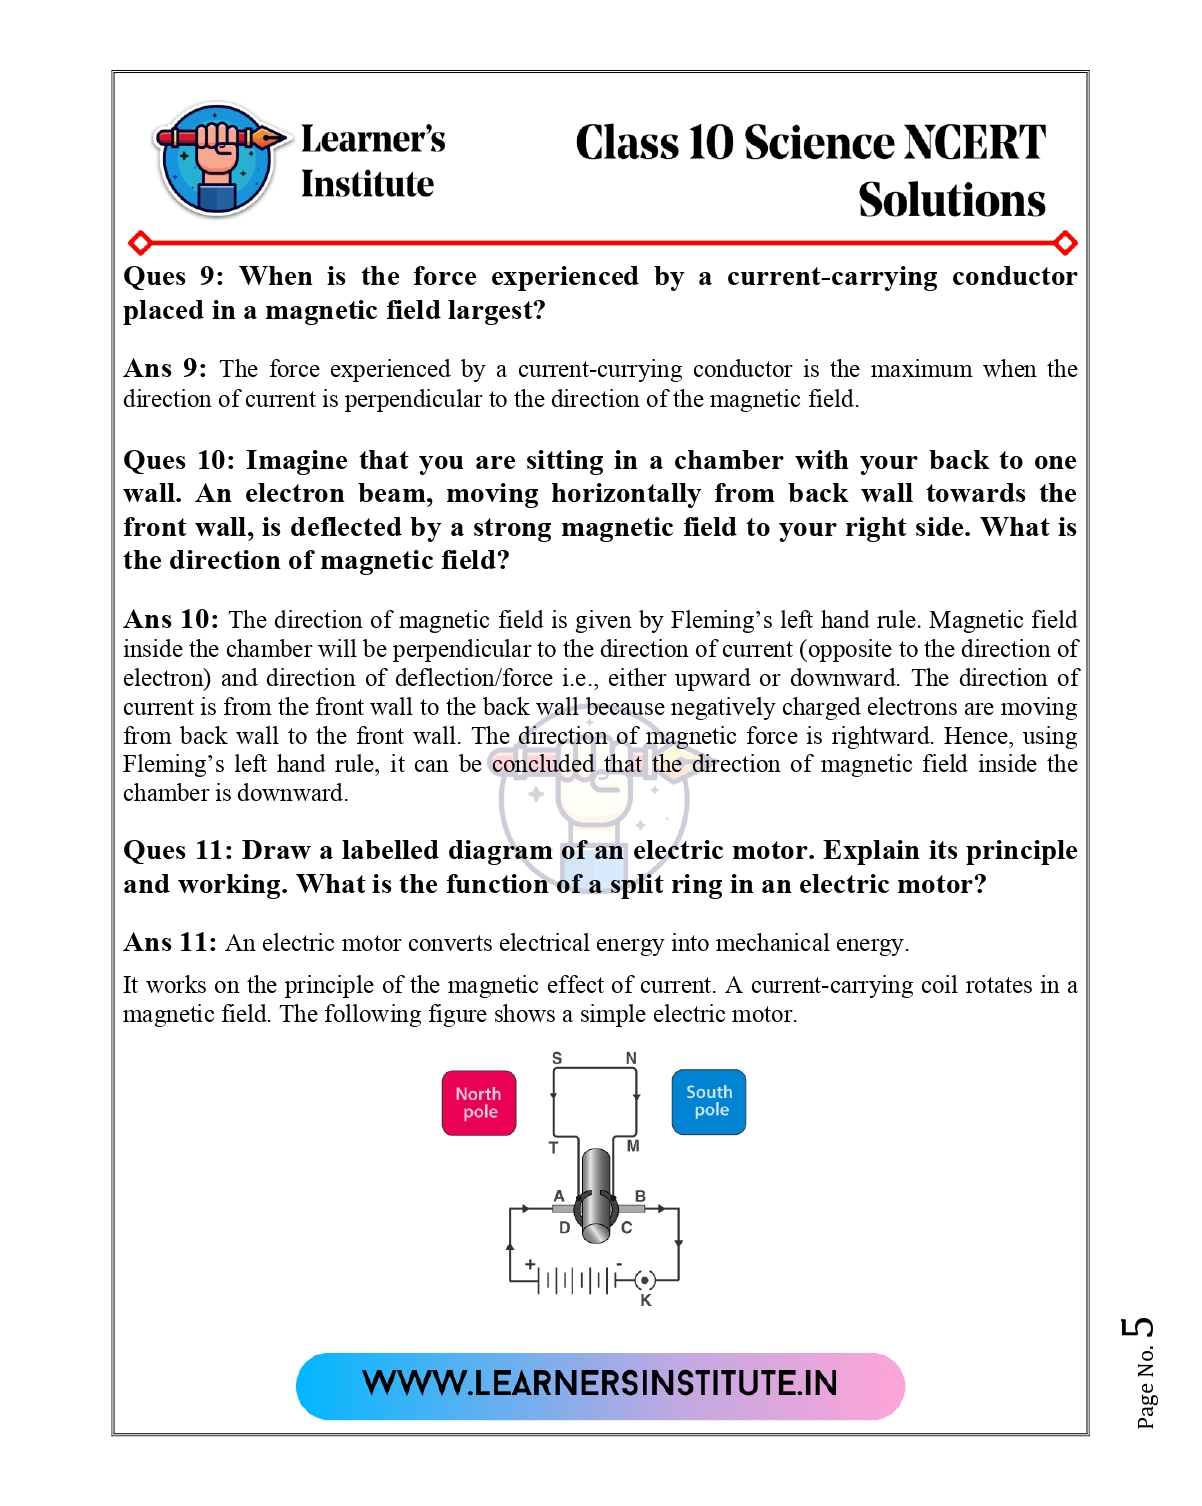 Learner's
Institute
Class 10 Science NCERT
Solutions
Ques 9: When is the force experienced by a current-carrying conductor
placed in a magnetic field largest?
Ans 9: The force experienced by a current-currying conductor is the maximum when the
direction of current is perpendicular to the direction of the magnetic field.
Ques 10: Imagine that you are sitting in a chamber with your back to one
wall. An electron beam, moving horizontally from back wall towards the
front wall, is deflected by a strong magnetic field to your right side. What is
the direction of magnetic field?
Ans 10: The direction of magnetic field is given by Fleming’s left hand rule. Magnetic field
inside the chamber will be perpendicular to the direction of current (opposite to the direction of
electron) and direction of deflection/force i.e., either upward or downward. The direction of
current is from the front wall to the back wall because negatively charged electrons are moving
from back wall to the front wall. The direction of magnetic force is rightward. Hence, using
Fleming’s left hand rule, it can be concluded that the direction of magnetic field inside the
chamber is downward.
Ques 11: Draw a labelled diagram of an electric motor. Explain its principle
and working. What is the function of a split ring in an electric motor?
Ans 11: An electric motor converts electrical energy into mechanical energy.
It works on the principle of the magnetic effect of current. A current-carrying coil rotates in a
magnetic field. The following figure shows a simple electric motor.
S N
North
pole
South
pole
T M
A B
D C
+ -
K
WWW.LEARNERSINSTITUTE.IN
Page No. 5